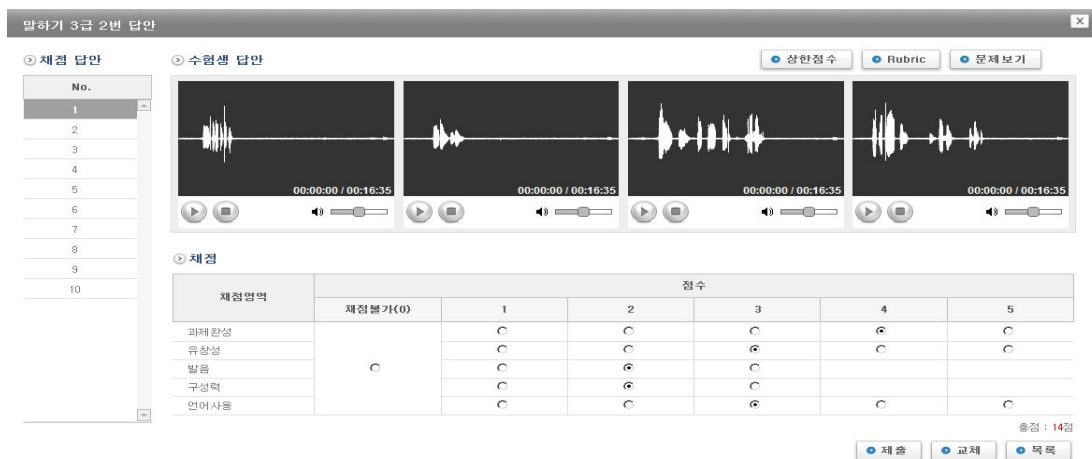 말하기 3급 2번 답안
채점 답안
수험생 답안
상한점수
Rubric
문제보기
No.
1
2
3
4
5
6
7
8
9
10
00:00:00 / 00:16:35
00:00:00 / 00:16:35
00:00:00 / 00:16:35
00:00:00 / 00:16:35
채점
채점영역 점수
채점불가(0) 1 2 3 4 5
과제완성
유창성
발음
구성력
언어사용
총점 : 14점
제출 교체 목록